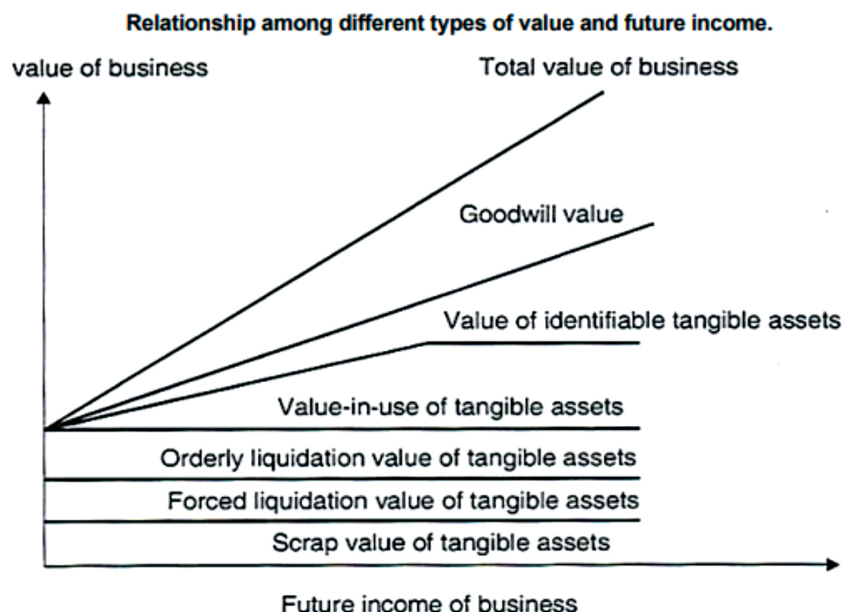 Relationship among different types of value and future income.
value of business
Total value of business
Goodwill value
Value of identifiable tangible assets
Value-in-use of tangible assets
Orderly liquidation value of tangible assets
Forced liquidation value of tangible assets
Scrap value of tangible assets
Future income of business